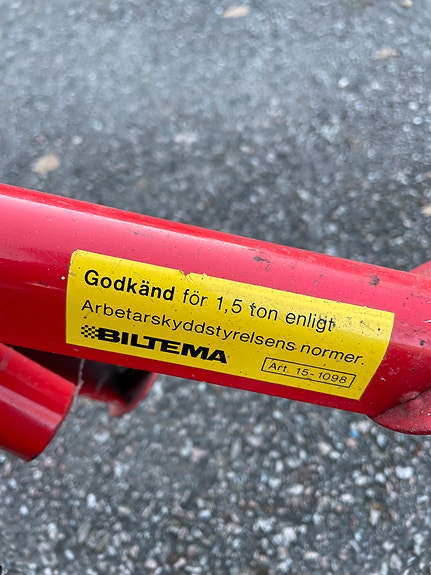 Godkänd för 1,5 ton enligt
Arbetarskyddstyrelsens normer.
BILTEMA
Art. 15-1098